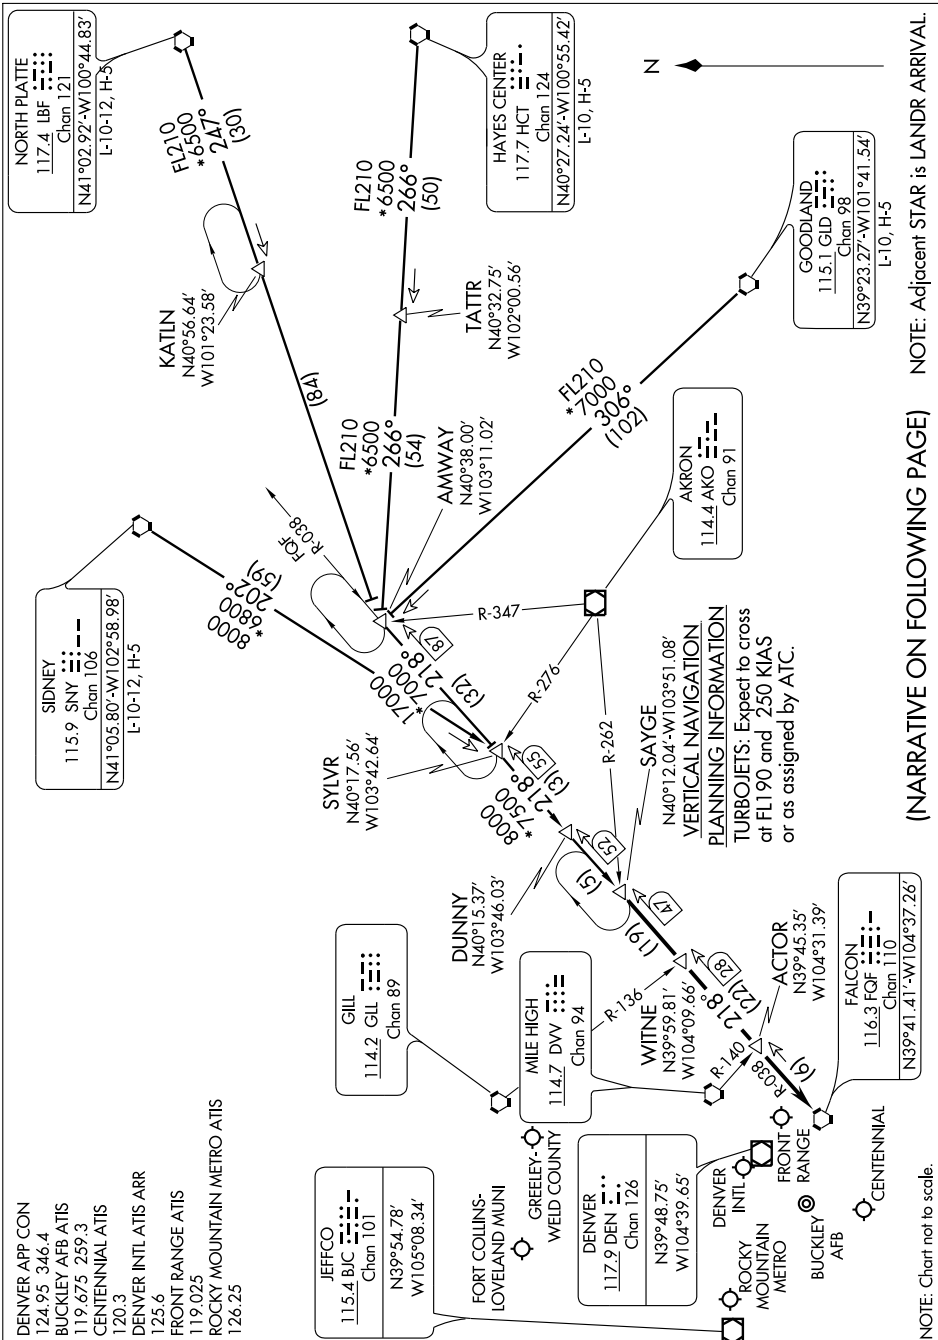 DENVER APP CON
124.95 346.4
BUCKLEY AFB ATIS
119.675 259.3
CENTENNIAL ATIS
120.3
DENVER INTL ATIS ARR
125.6
FRONT RANGE ATIS
119.025
ROCKY MOUNTAIN METRO ATIS
126.25
SIDNEY
115.9 SNY
Chan 106
N41°05.80'-W102°58.98'
L-10-12, H-5
NORTH PLATTE
117.4 LBF
Chan 121
N41°02.92'-W100°44.83'
L-10-12, H-5
FL210
*6500
247°
(30)
KATLN
N40°56.64'
W101°23.58'
(84)
HAYES CENTER
117.7 HCT
Chan 124
N40°27.24'-W100°55.42'
L-10, H-5
FL210
*6500
266°
(50)
TATTR
N40°32.75'
W102°00.56'
FL210
*6500
266°
(54)
N
GOODLAND
115.1 GLD
Chan 98
N39°23.27'-W101°41.54'
L-10, H-5
FL210
*7000
306°
(102)
8000
*6800
202°
(59)
FQF
R-038
AMWAY
N40°38.00'
W103°11.02'
AKRON
114.4 AKO
Chan 91
R-347
R-276
R-262
17000
*7000
218°
(32)
87
SYLVR
N40°17.56'
W103°42.64'
55
8000
*7500
218°
(3)
DUNNY
N40°15.37'
W103°46.03'
52
(5)
SAYGE
N40°12.04'-W103°51.08'
VERTICAL NAVIGATION
PLANNING INFORMATION
TURBOJETS: Expect to cross
at FL190 and 250 KIAS
or as assigned by ATC.
47
(19)
WITNE
N39°59.81'
W104°09.66'
28
218°
(22)
ACTOR
N39°45.35'
W104°31.39'
R-038
(6)
GILL
114.2 GLL
Chan 89
MILE HIGH
114.7 DVV
Chan 94
R-136
R-140
FALCON
116.3 FQF
Chan 110
N39°41.41'-W104°37.26'
JEFFCO
115.4 BJC
Chan 101
N39°54.78'
W105°08.34'
FORT COLLINS-
LOVELAND MUNI
GREELEY-
WELD COUNTY
DENVER
117.9 DEN
Chan 126
N39°48.75'
W104°39.65'
DENVER
INTL
FRONT
RANGE
ROCKY
MOUNTAIN
METRO
BUCKLEY
AFB
CENTENNIAL
NOTE: Chart not to scale.
(NARRATIVE ON FOLLOWING PAGE)
NOTE: Adjacent STAR is LANDR ARRIVAL.